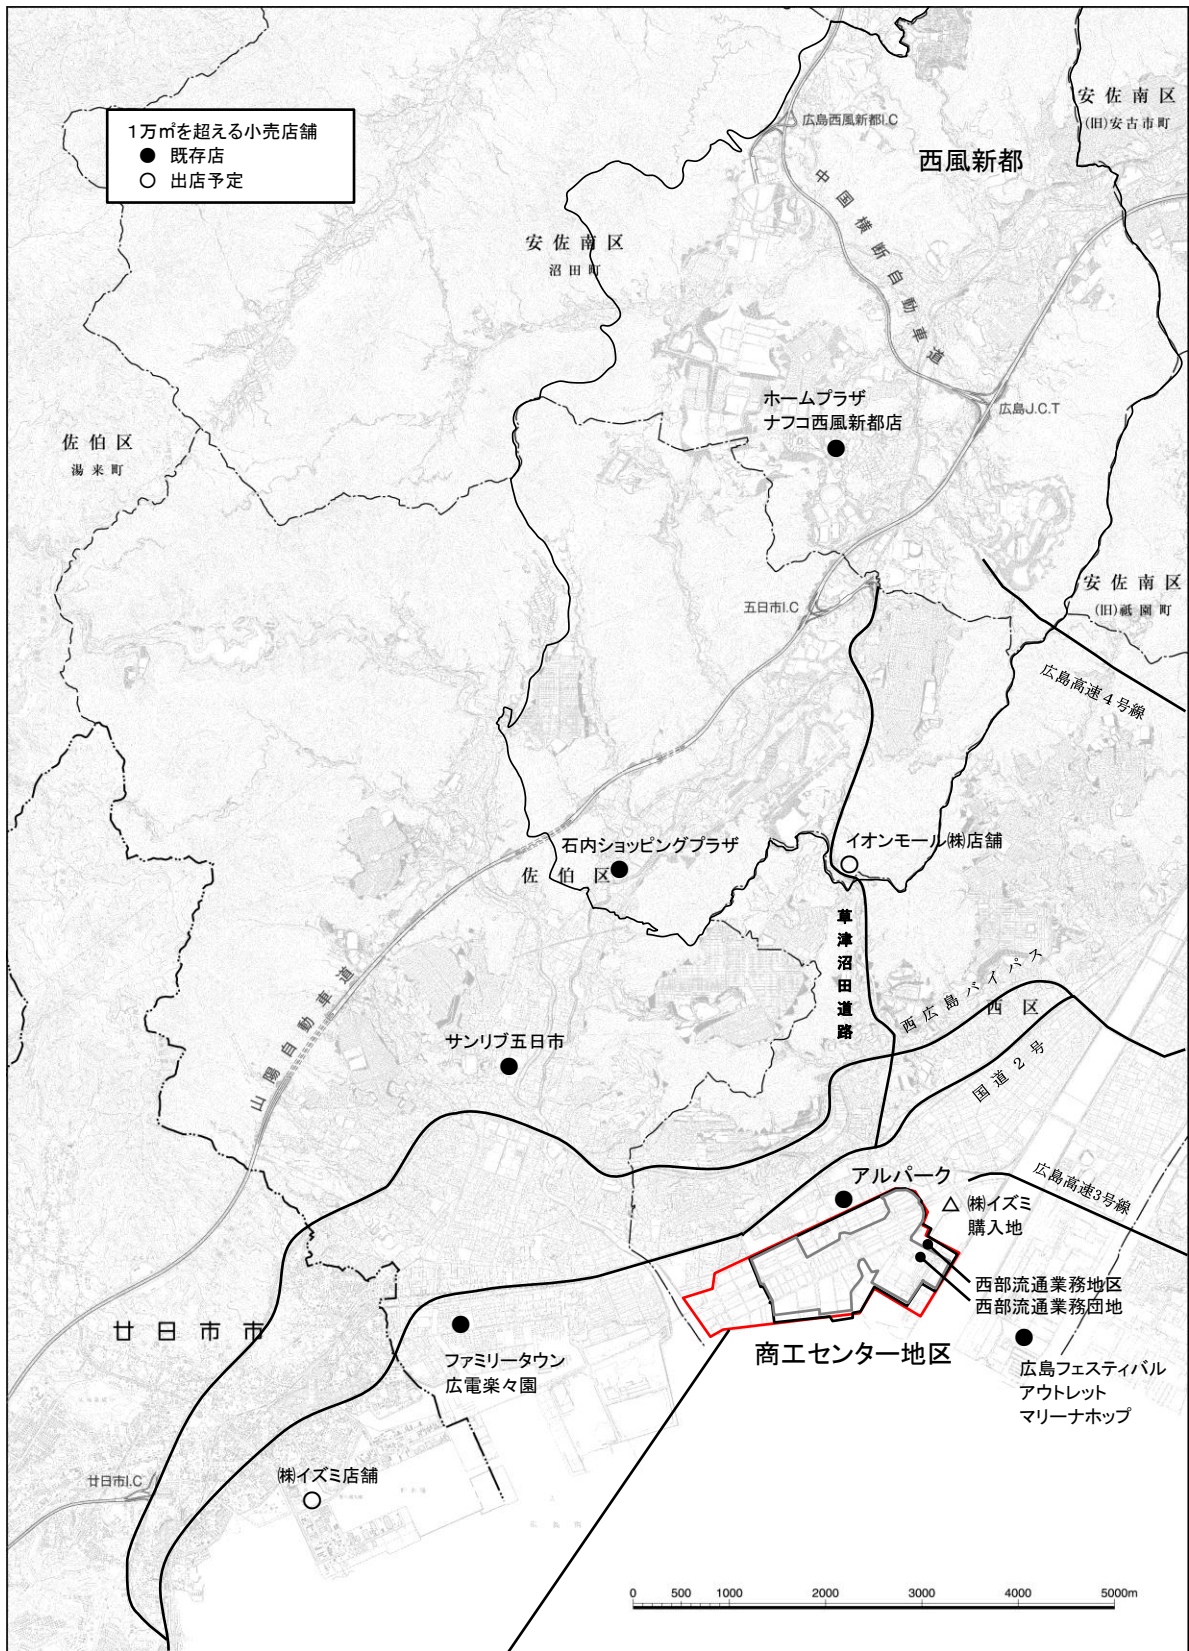 1万㎡を超える小売店舗
● 既存店
○ 出店予定
広島西風新都I.C
西風新都
安佐南区
(旧)安古市町
中国横断自動車道
安佐南区
沼田町
ホームプラザ
ナフコ西風新都店
広島J.C.T
佐伯区
湯来町
五日市I.C
安佐南区
(旧)祇園町
広島高速4号線
石内ショッピングプラザ
佐伯区
イオンモール㈱店舗
草津沼田道路
西広島バイパス
西区
国道2号
山陽自動車道
サンリブ五日市
アルパーク
広島高速3号線
△ ㈱イズミ
購入地
西部流通業務地区
西部流通業務団地
商工センター地区
広島フェスティバル
アウトレット
マリーナホップ
廿日市市
ファミリータウン
広電楽々園
廿日市I.C
㈱イズミ店舗
0 500 1000 2000 3000 4000 5000m